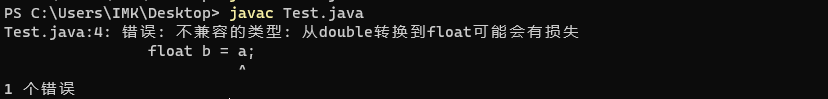 PS C:\Users\IMK\Desktop> javac Test.java
Test.java:4: 错误: 不兼容的类型: 从double转换到float可能会有损失
float b = a;
^
1 个错误